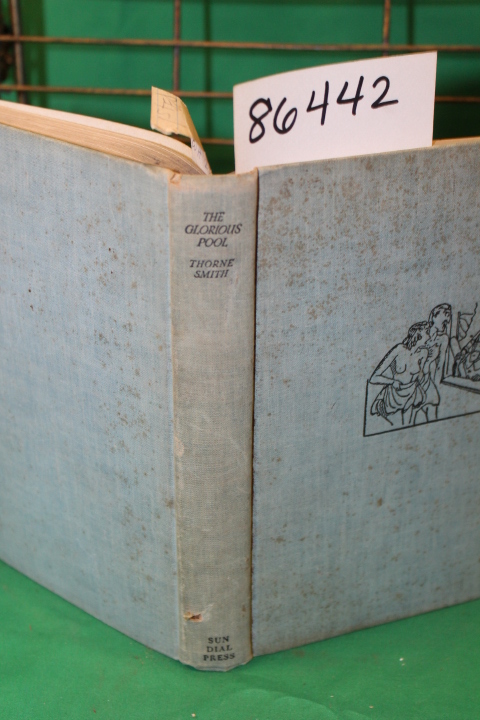 86442
THE
GLORIOUS
POOL
THORNE
SMITH
SUN
DIAL
PRESS